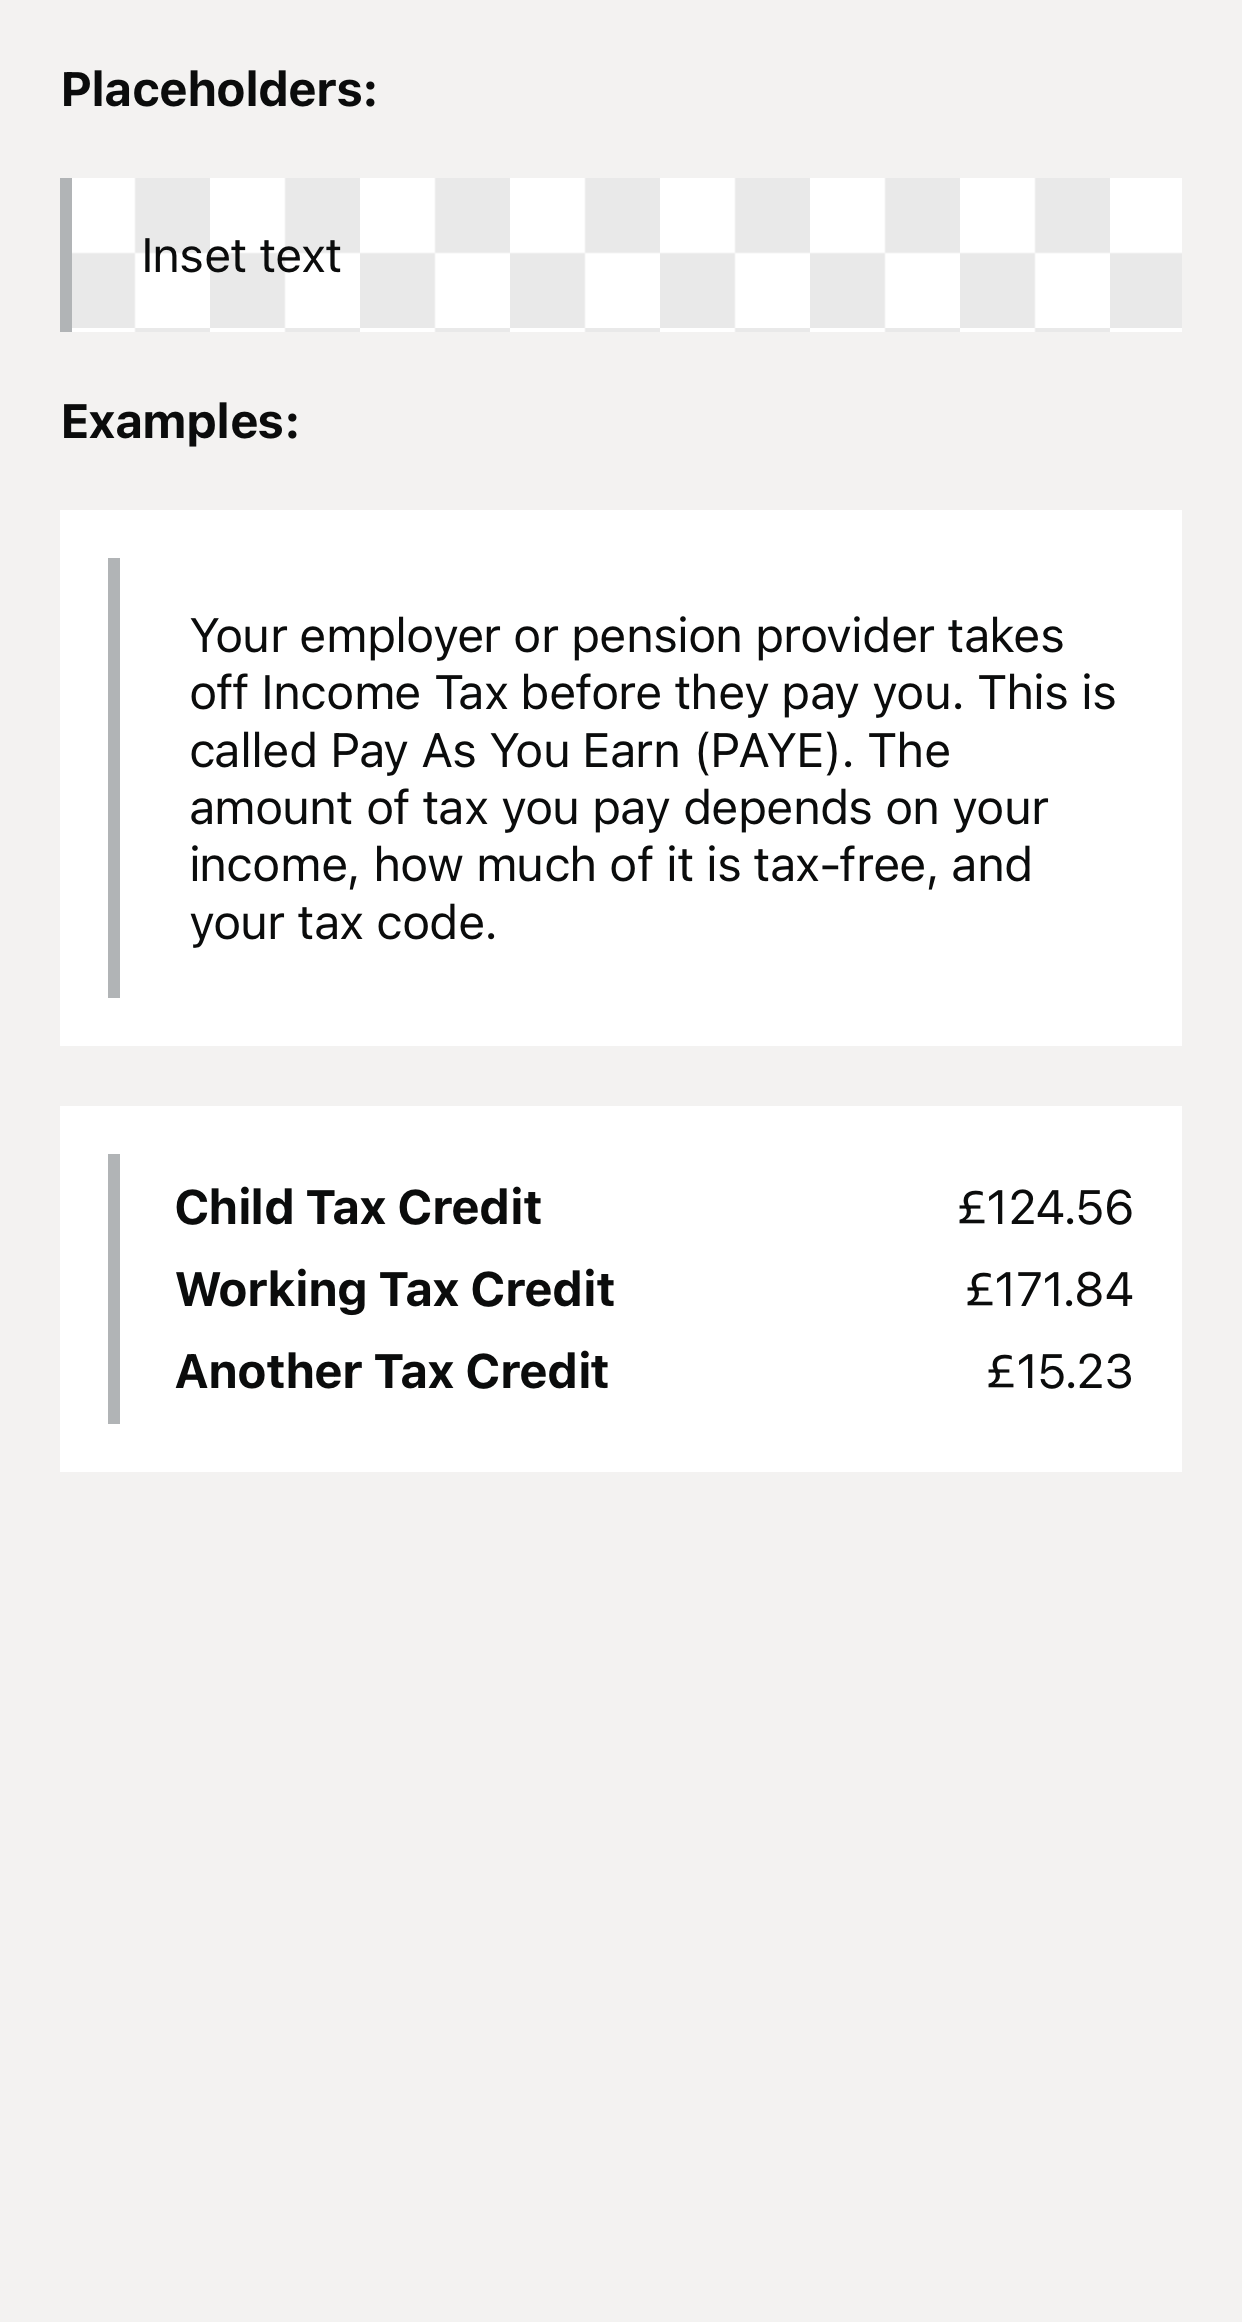 Placeholders:
Inset text
Examples:
Your employer or pension provider takes
off Income Tax before they pay you. This is
called Pay As You Earn (PAYE). The
amount of tax you pay depends on your
income, how much of it is tax-free, and
your tax code.
Child Tax Credit £124.56
Working Tax Credit £171.84
Another Tax Credit £15.23